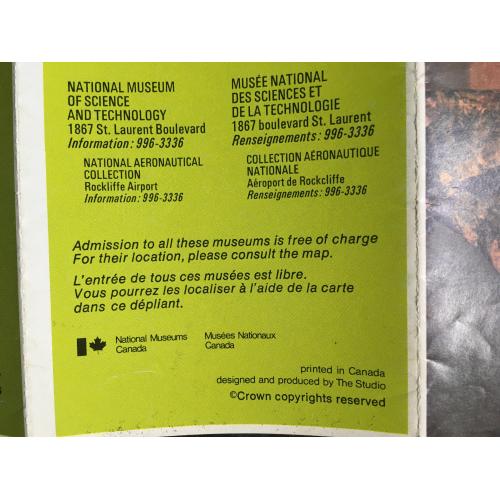 NATIONAL MUSEUM
OF SCIENCE
AND TECHNOLOGY
1867 St. Laurent Boulevard
Information: 996-3336
NATIONAL AERONAUTICAL
COLLECTION
Rockliffe Airport
Information: 996-3336
MUSÉE NATIONAL
DES SCIENCES ET
DE LA TECHNOLOGIE
1867 boulevard St. Laurent
Renseignements: 996-3336
COLLECTION AÉRONAUTIQUE
NATIONALE
Aéroport de Rockcliffe
Renseignements: 996-3336
Admission to all these museums is free of charge
For their location, please consult the map.
L'entrée de tous ces musées est libre.
Vous pourrez les localiser à l'aide de la carte
dans ce dépliant.
National Museums
Canada
Musées Nationaux
Canada
printed in Canada
designed and produced by The Studio
©Crown copyrights reserved